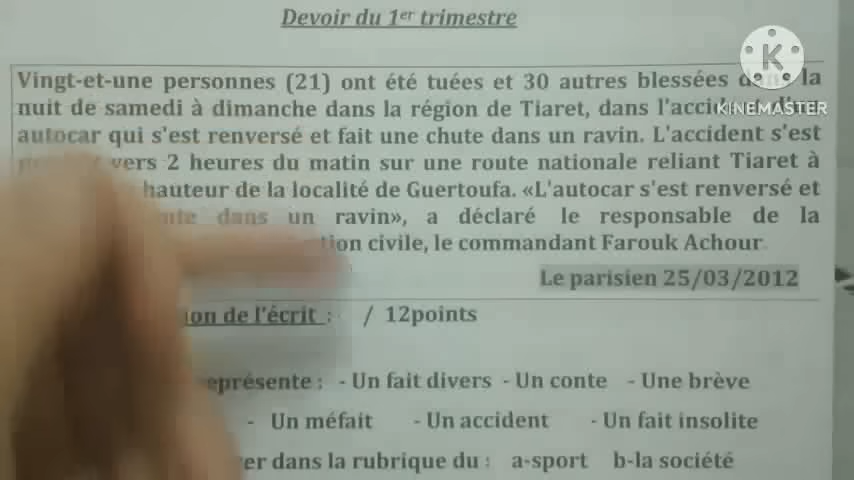 Devoir du 1er trimestre
Vingt-et-une personnes (21) ont été tuées et 30 autres blessées la
nuit de samedi à dimanche dans la région de Tiaret, dans l'accid
autocar qui s'est renversé et fait une chute dans un ravin. L'accident s'est
vers 2 heures du matin sur une route nationale reliant Tiaret à
hauteur de la localité de Guertoufa. «L'autocar s'est renversé et
dans un ravin», a déclaré le responsable de la
tion civile, le commandant Farouk Achour
Le parisien 25/03/2012
ion de l'écrit : / 12points
eprésente : - Un fait divers - Un conte - Une brève
- Un méfait - Un accident - Un fait insolite
er dans la rubrique du : a-sport b-la société
K
KINEMASTER